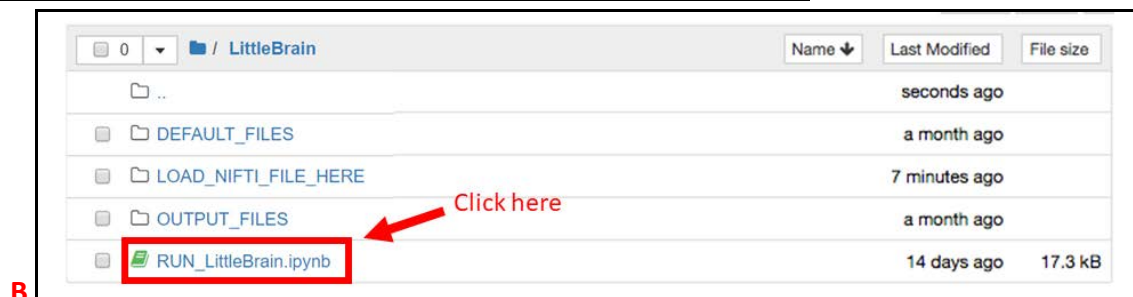 0 / LittleBrain Name Last Modified File size
.. seconds ago
DEFAULT_FILES a month ago
LOAD_NIFTI_FILE_HERE 7 minutes ago
Click here
OUTPUT_FILES a month ago
RUN_LittleBrain.ipynb 14 days ago 17.3 kB
B